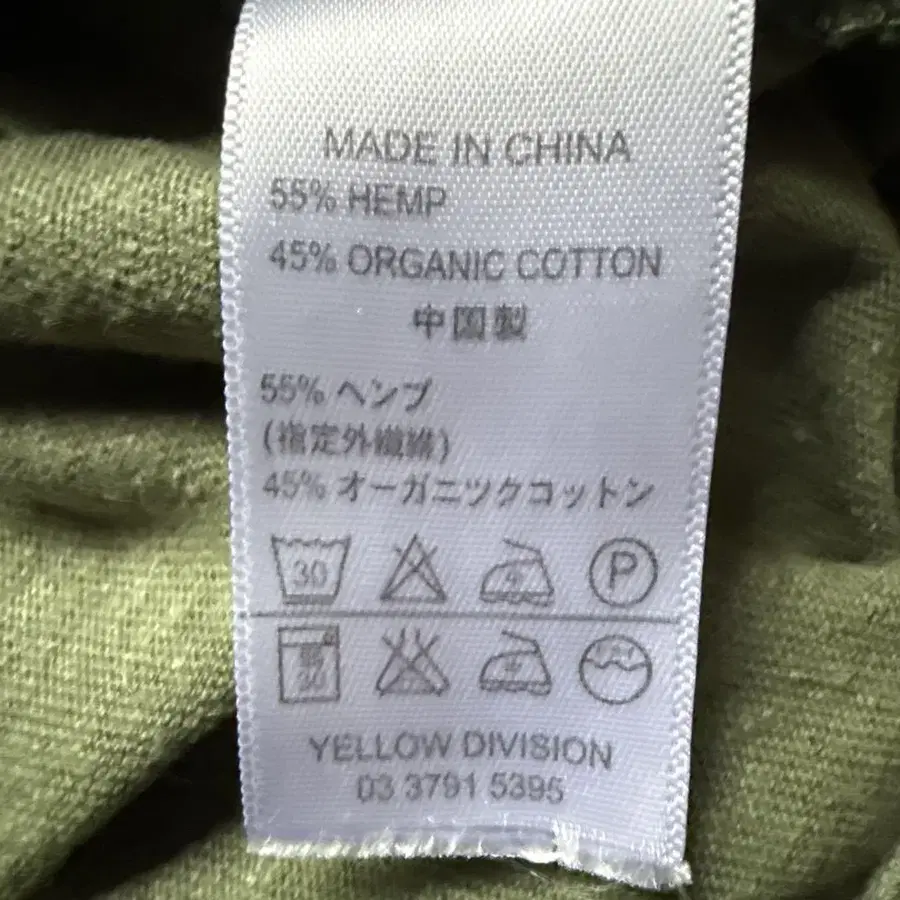 MADE IN CHINA
55% HEMP
45% ORGANIC COTTON
中国製
55% ヘンプ
(指定外繊維)
45% オーガニツクコットン
30
P
YELLOW DIVISION
03 3791 5395